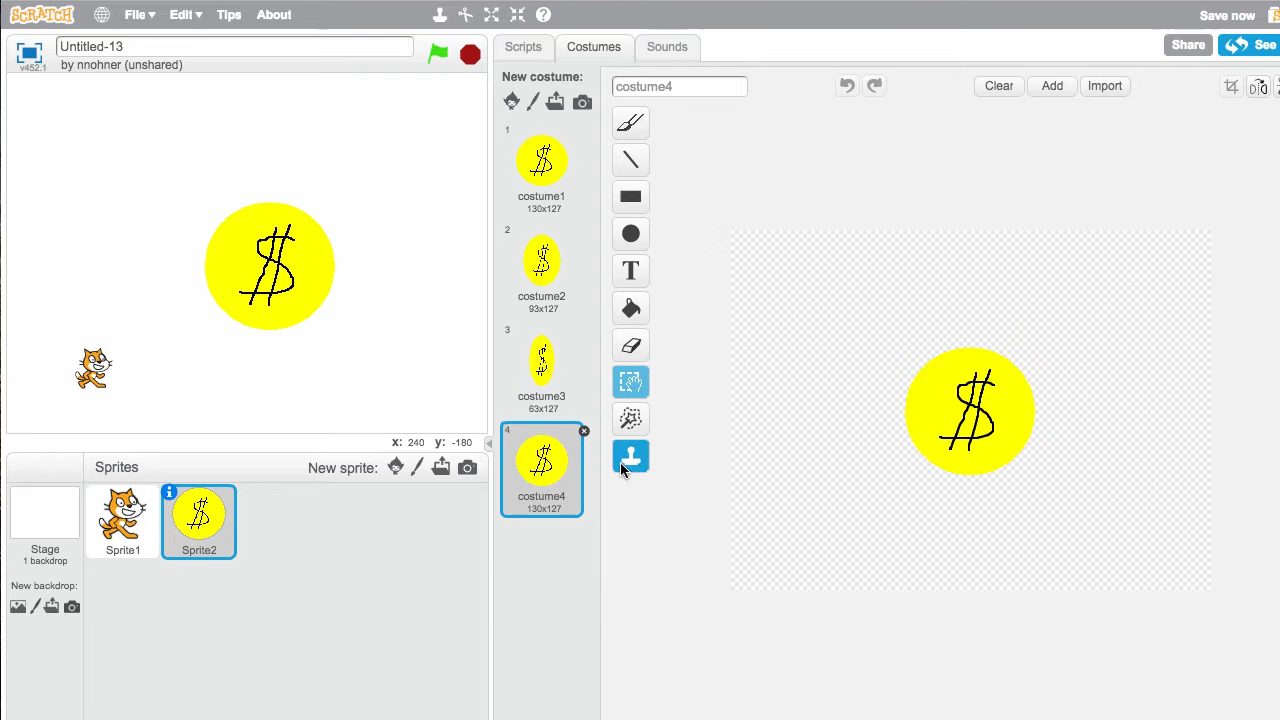 SCRATCH File Edit Tips About Save now
v452.1 Untitled-13
by nnohner (unshared)
Scripts Costumes Sounds Share See
New costume:
costume4 Clear Add Import
1
$
costume1
130x127
2
$
costume2
93x127
3
$
costume3
63x127
4
$
costume4
130x127
$
$
T
x: 240 y: -180
Sprites New sprite:
Stage
1 backdrop
New backdrop:
Sprite1
i
$
Sprite2